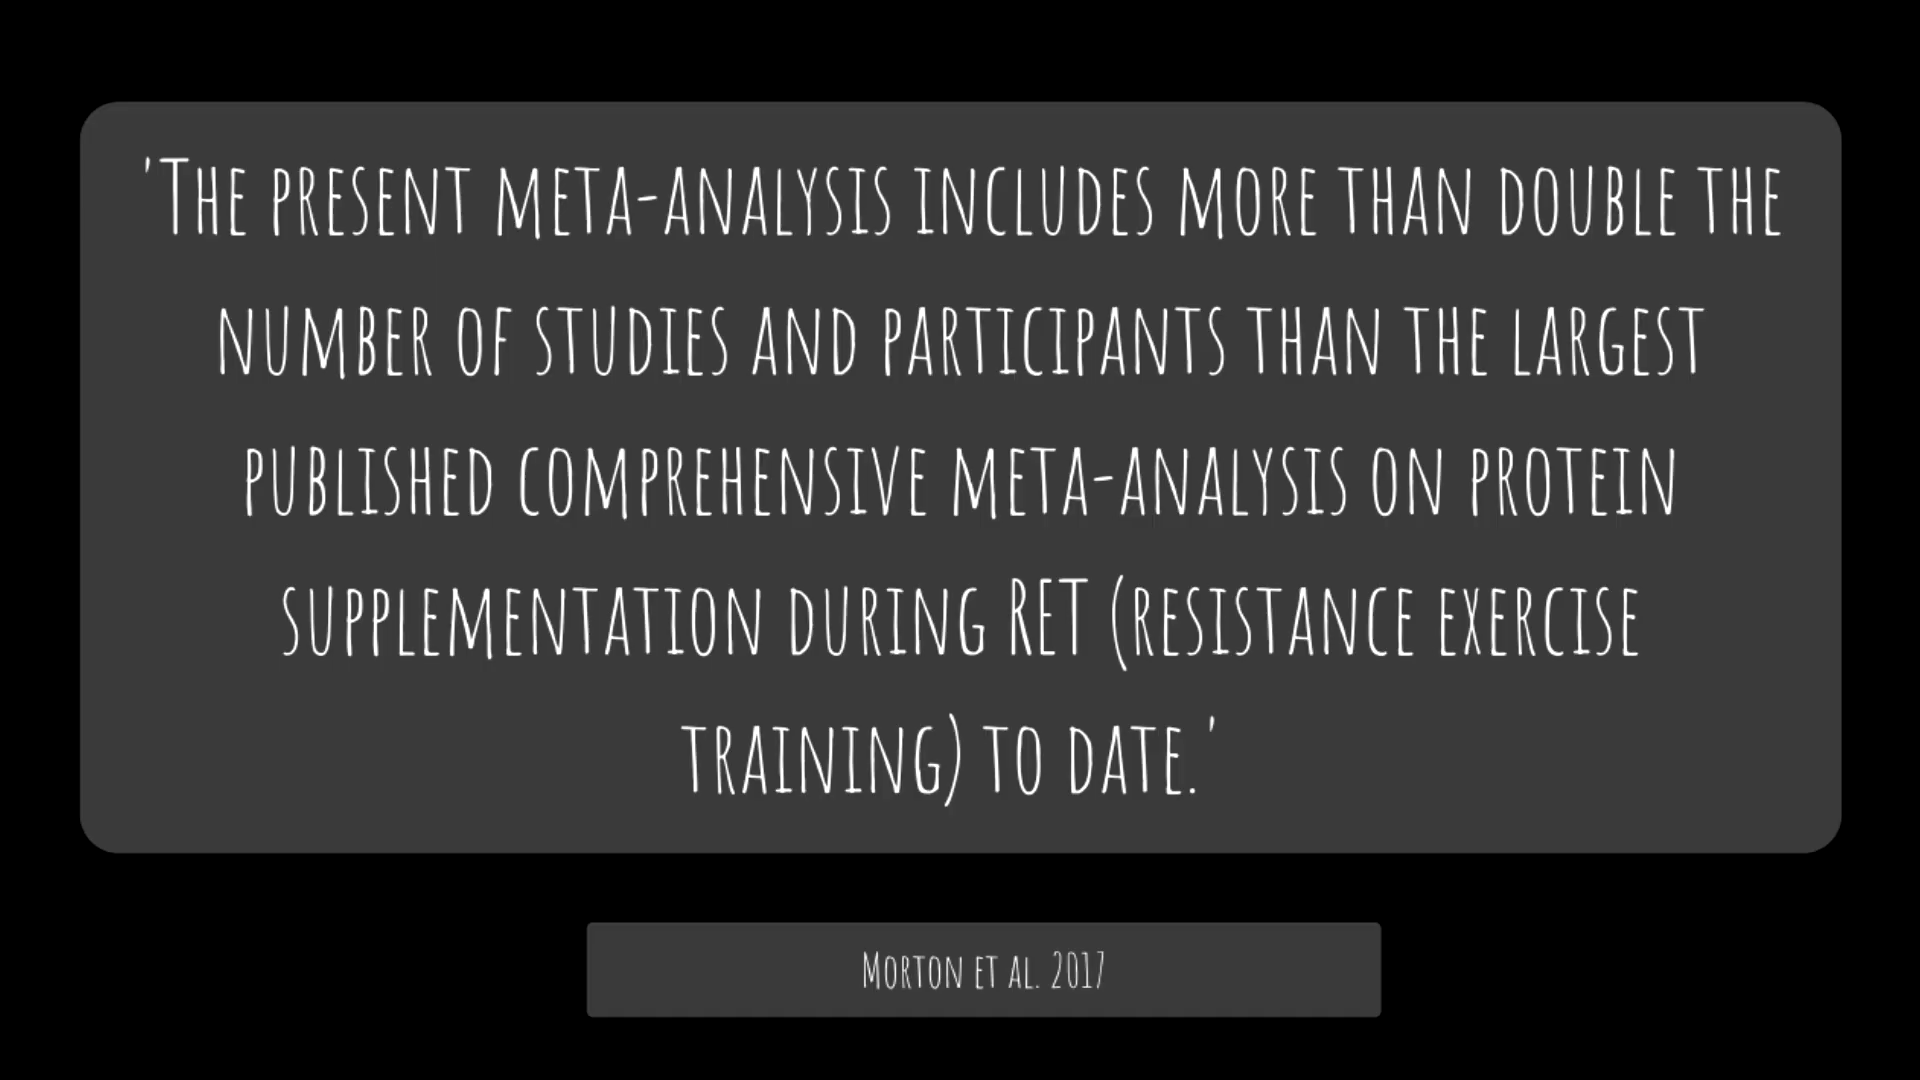 'The present meta-analysis includes more than double the
number of studies and participants than the largest
published comprehensive meta-analysis on protein
supplementation during RET (resistance exercise
training) to date.'
Morton et al. 2017